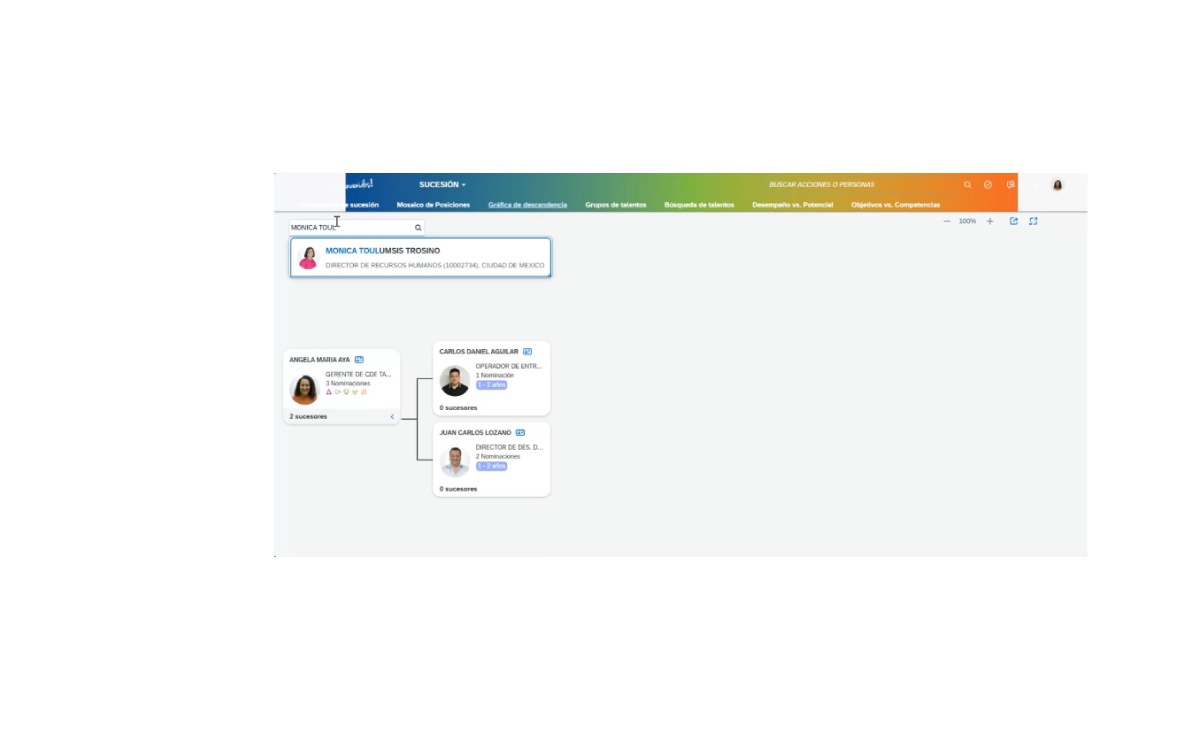 SUCESIÓN
BUSCAR ACCIONES O PERSONAS
sucesión
Mosaico de Posiciones
Gráfica de descendencia
Grupos de talentos
Búsqueda de talentos
Desempeño vs. Potencial
Objetivos vs. Competencias
MONICA TOUL
100%
MONICA TOULUMSIS TROSINO
DIRECTOR DE RECURSOS HUMANOS (10002734), CIUDAD DE MEXICO
ANGELA MARIA AYA
GERENTE DE CDE TA...
3 Nominaciones
2 sucesores
CARLOS DANIEL AGUILAR
OPERADOR DE ENTR...
1 Nominación
1 - 2 años
0 sucesores
JUAN CARLOS LOZANO
DIRECTOR DE DES. D...
2 Nominaciones
1 - 2 años
0 sucesores